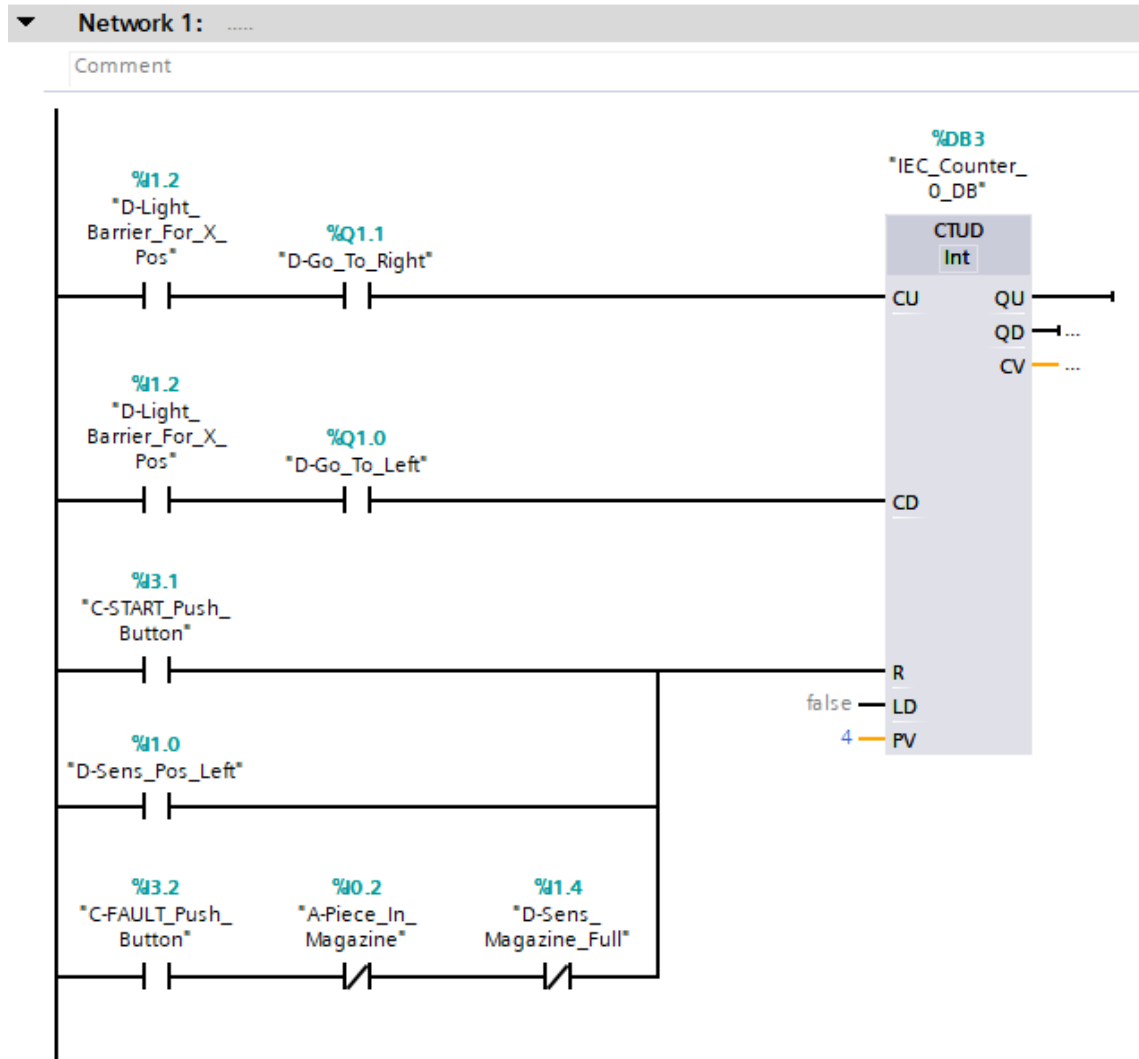 Network 1: .....
Comment
%DB3
"IEC_Counter_
0_DB"
%I1.2
"D-Light_
Barrier_For_X_
Pos"
%Q1.1
"D-Go_To_Right"
CTUD
Int
CU
QU
QD
...
CV
...
%I1.2
"D-Light_
Barrier_For_X_
Pos"
%Q1.0
"D-Go_To_Left"
CD
%I3.1
"C-START_Push_
Button"
R
false
LD
4
PV
%I1.0
"D-Sens_Pos_Left"
%I3.2
"C-FAULT_Push_
Button"
%I0.2
"A-Piece_In_
Magazine"
%I1.4
"D-Sens_
Magazine_Full"